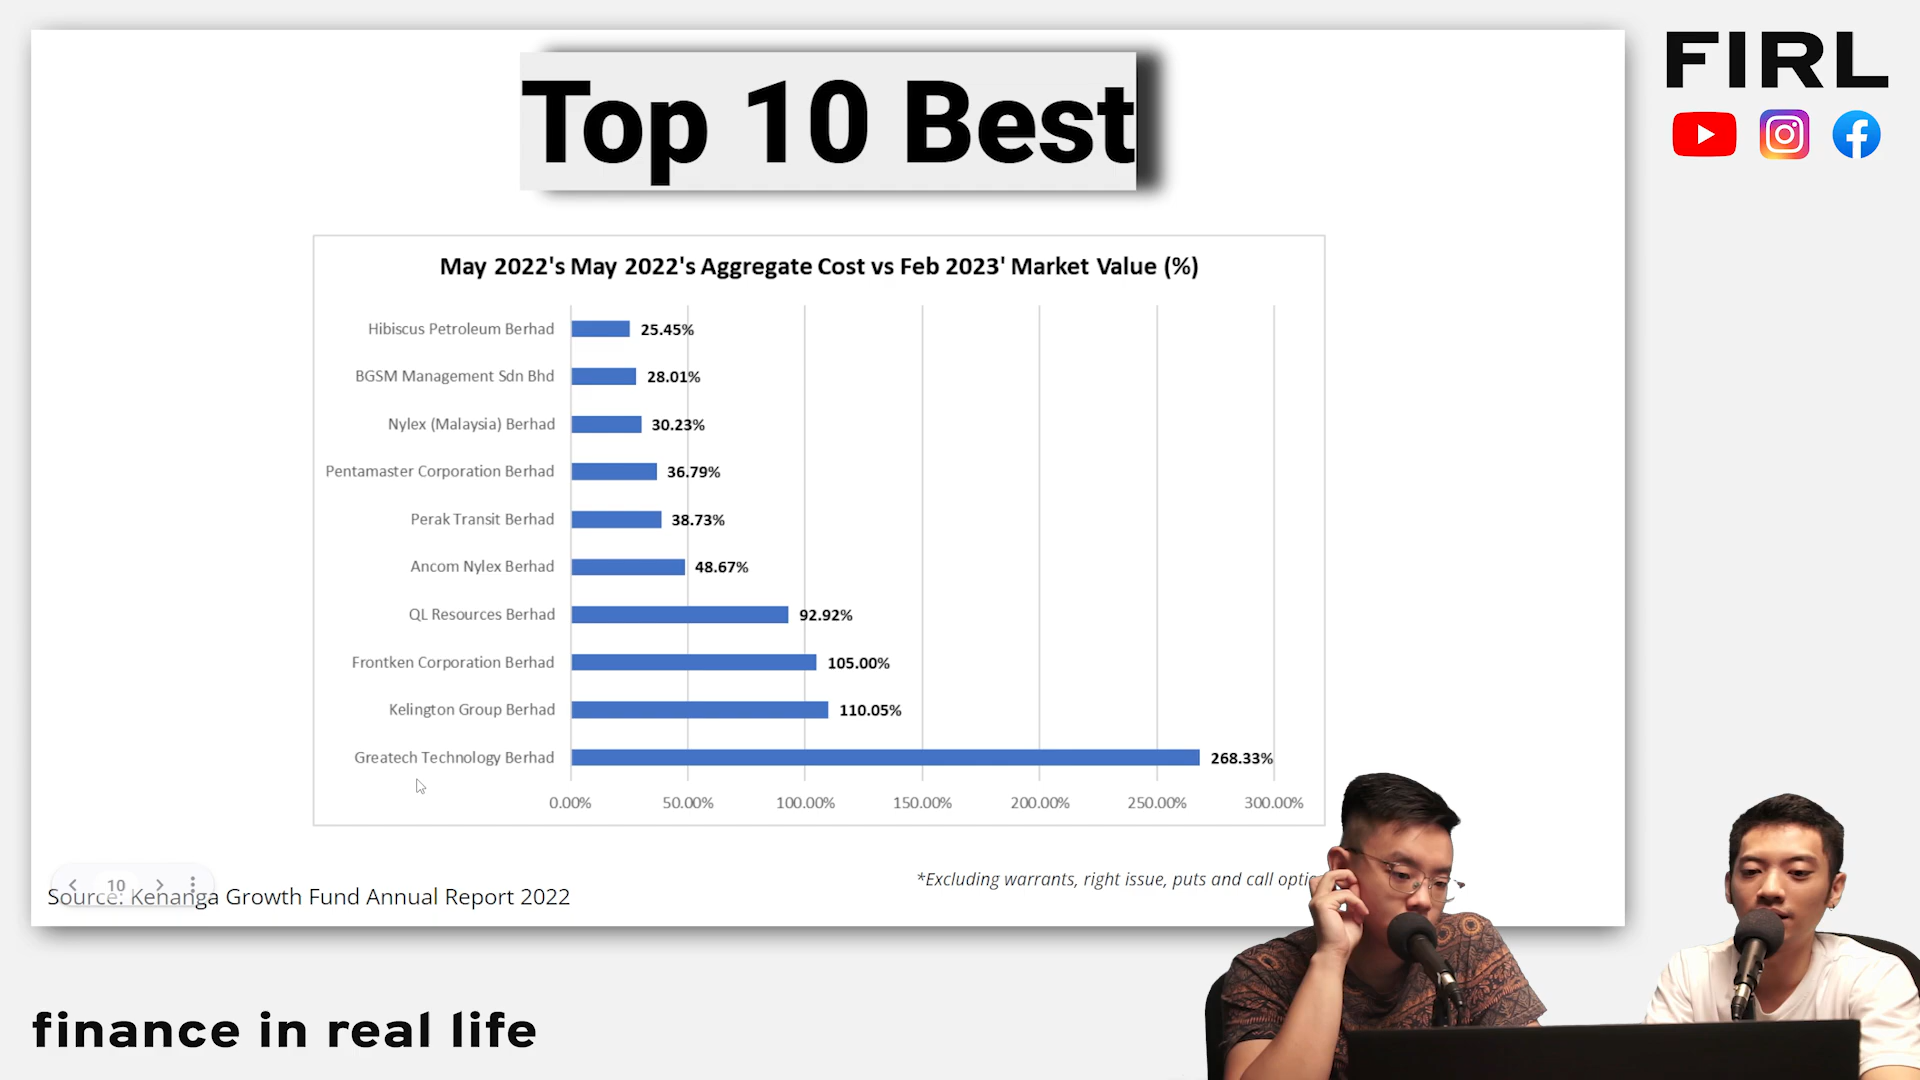 FIRL
Top 10 Best
May 2022's May 2022's Aggregate Cost vs Feb 2023' Market Value (%)
Hibiscus Petroleum Berhad 25.45%
BGSM Management Sdn Bhd 28.01%
Nylex (Malaysia) Berhad 30.23%
Pentamaster Corporation Berhad 36.79%
Perak Transit Berhad 38.73%
Ancom Nylex Berhad 48.67%
QL Resources Berhad 92.92%
Frontken Corporation Berhad 105.00%
Kelington Group Berhad 110.05%
Greatech Technology Berhad 268.33%
0.00% 50.00% 100.00% 150.00% 200.00% 250.00% 300.00%
*Excluding warrants, right issue, puts and call
10
Source: Kenanga Growth Fund Annual Report 2022
finance in real life